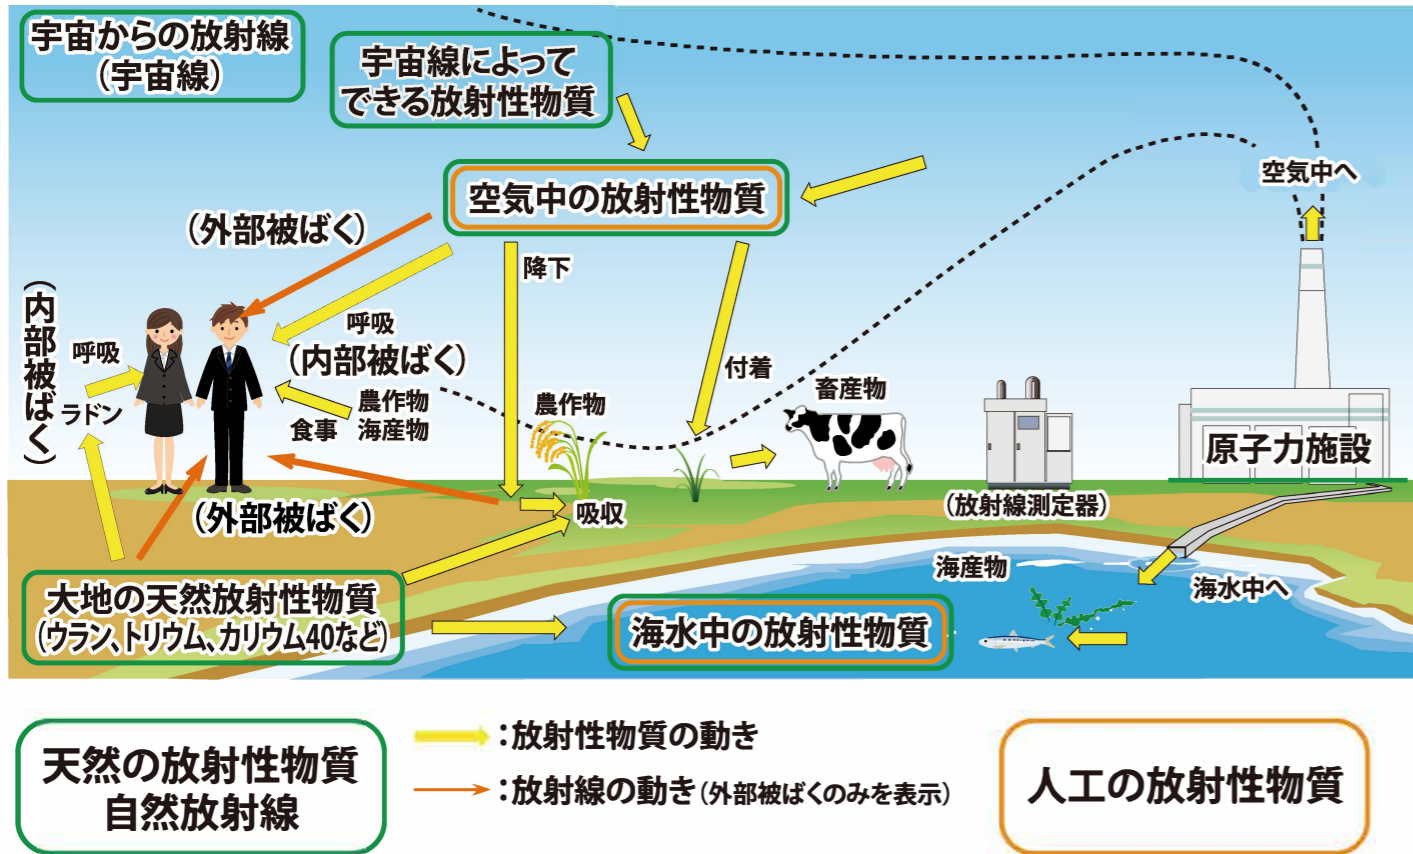 宇宙からの放射線
(宇宙線)
宇宙線によって
できる放射性物質
空気中の放射性物質
空気中へ
(外部被ばく)
降下
(内部被ばく)
呼吸
ラドン
呼吸
(内部被ばく)
付着
農作物
海産物
食事
農作物
畜産物
原子力施設
(外部被ばく)
吸収
(放射線測定器)
海産物
海水中へ
大地の天然放射性物質
(ウラン、トリウム、カリウム40など)
海水中の放射性物質
天然の放射性物質
自然放射線
:放射性物質の動き
:放射線の動き(外部被ばくのみを表示)
人工の放射性物質